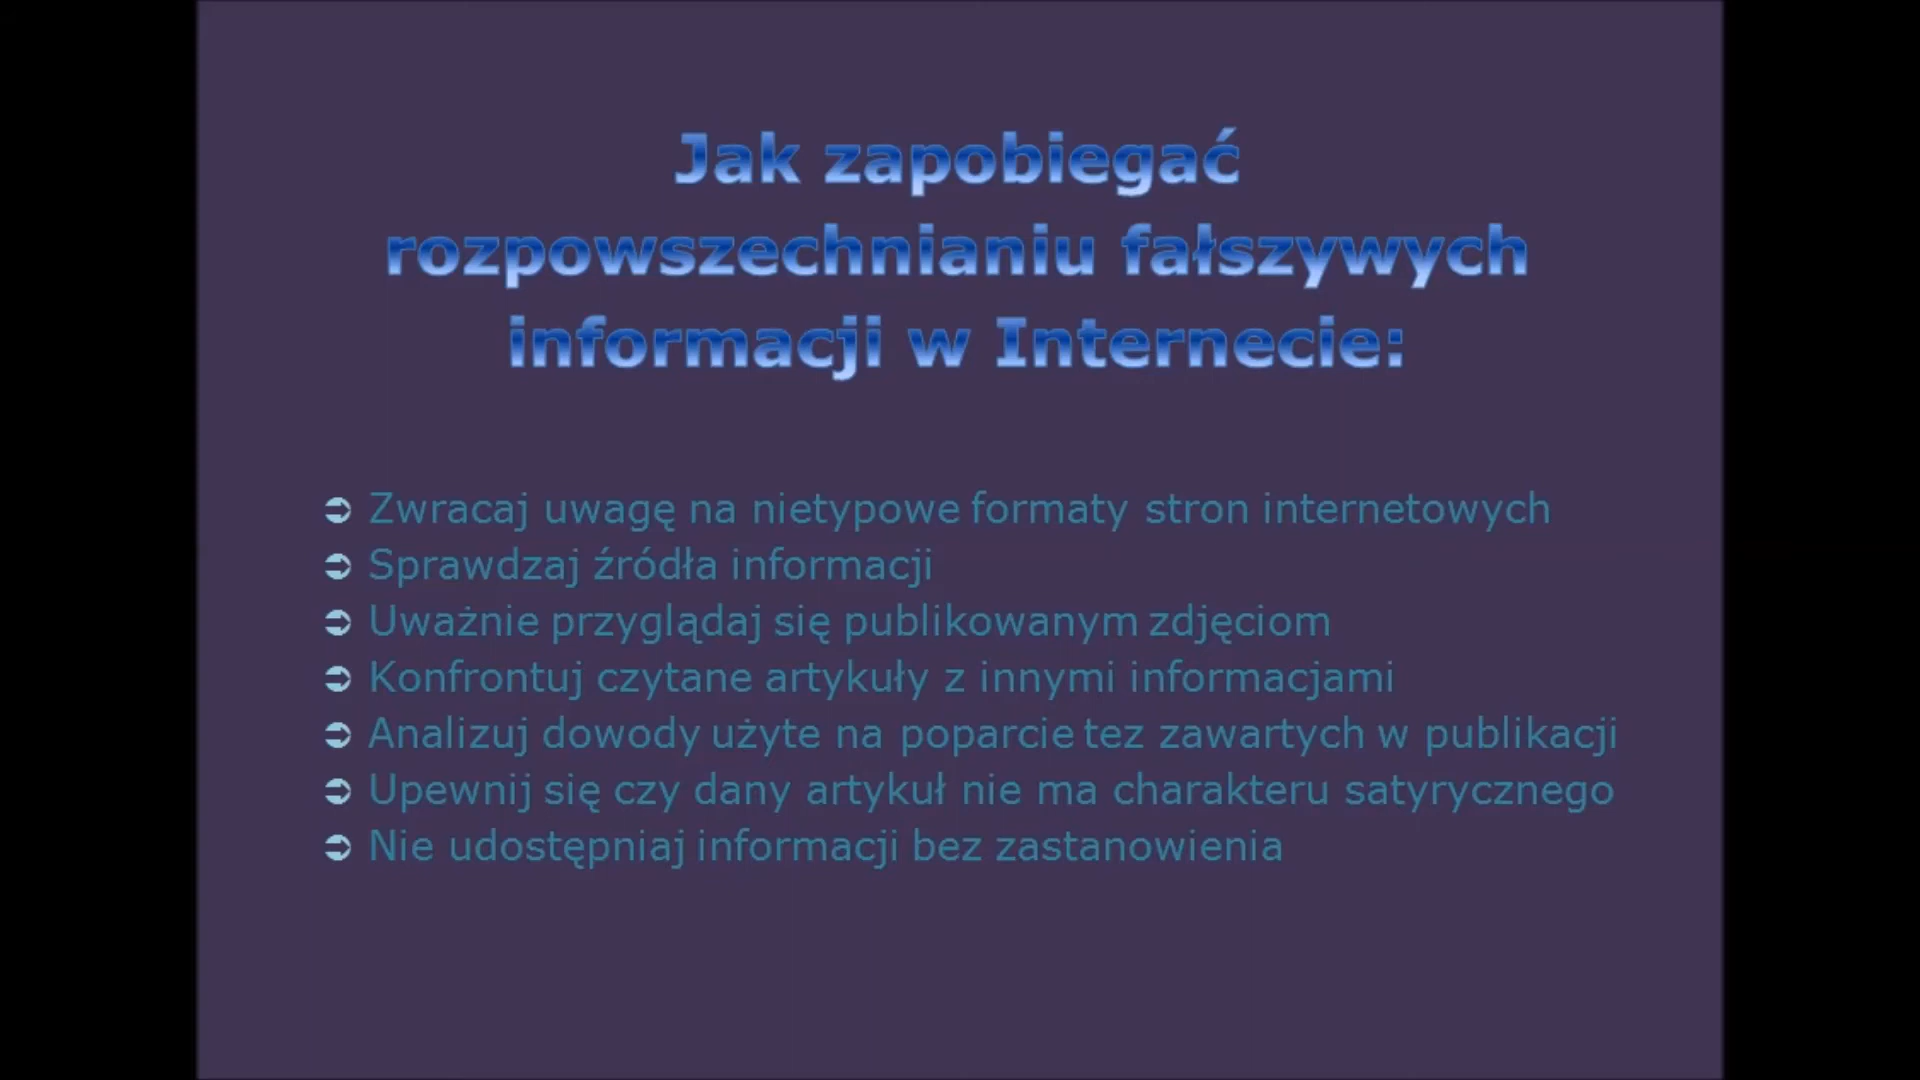 Jak zapobiegać
rozpowszechnianiu fałszywych
informacji w Internecie:
Zwracaj uwagę na nietypowe formaty stron internetowych
Sprawdzaj źródła informacji
Uważnie przyglądaj się publikowanym zdjęciom
Konfrontuj czytane artykuły z innymi informacjami
Analizuj dowody użyte na poparcie tez zawartych w publikacji
Upewnij się czy dany artykuł nie ma charakteru satyrycznego
Nie udostępniaj informacji bez zastanowienia